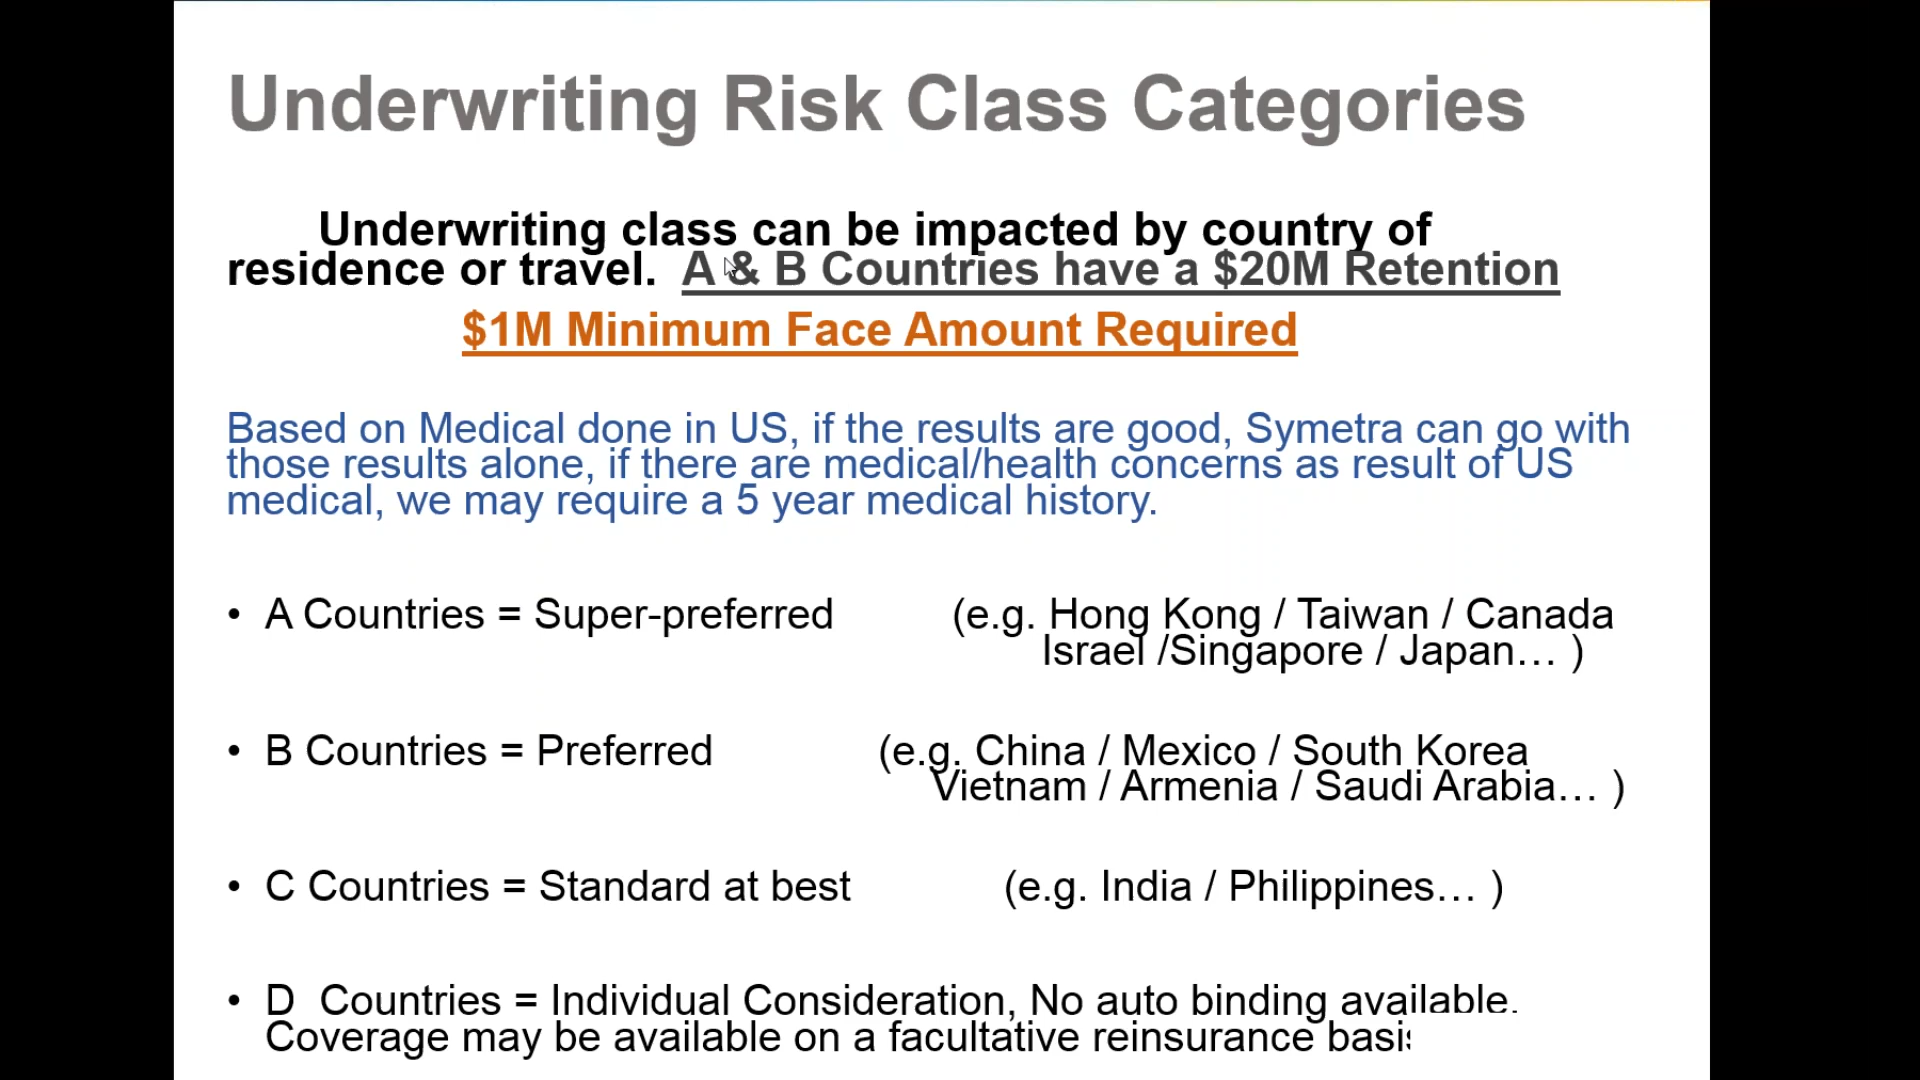 Underwriting Risk Class Categories
Underwriting class can be impacted by country of
residence or travel. A & B Countries have a $20M Retention
$1M Minimum Face Amount Required
Based on Medical done in US, if the results are good, Symetra can go with
those results alone, if there are medical/health concerns as result of US
medical, we may require a 5 year medical history.
• A Countries = Super-preferred (e.g. Hong Kong / Taiwan / Canada
Israel /Singapore / Japan… )
• B Countries = Preferred (e.g. China / Mexico / South Korea
Vietnam / Armenia / Saudi Arabia… )
• C Countries = Standard at best (e.g. India / Philippines… )
• D Countries = Individual Consideration, No auto binding available.
Coverage may be available on a facultative reinsurance basis